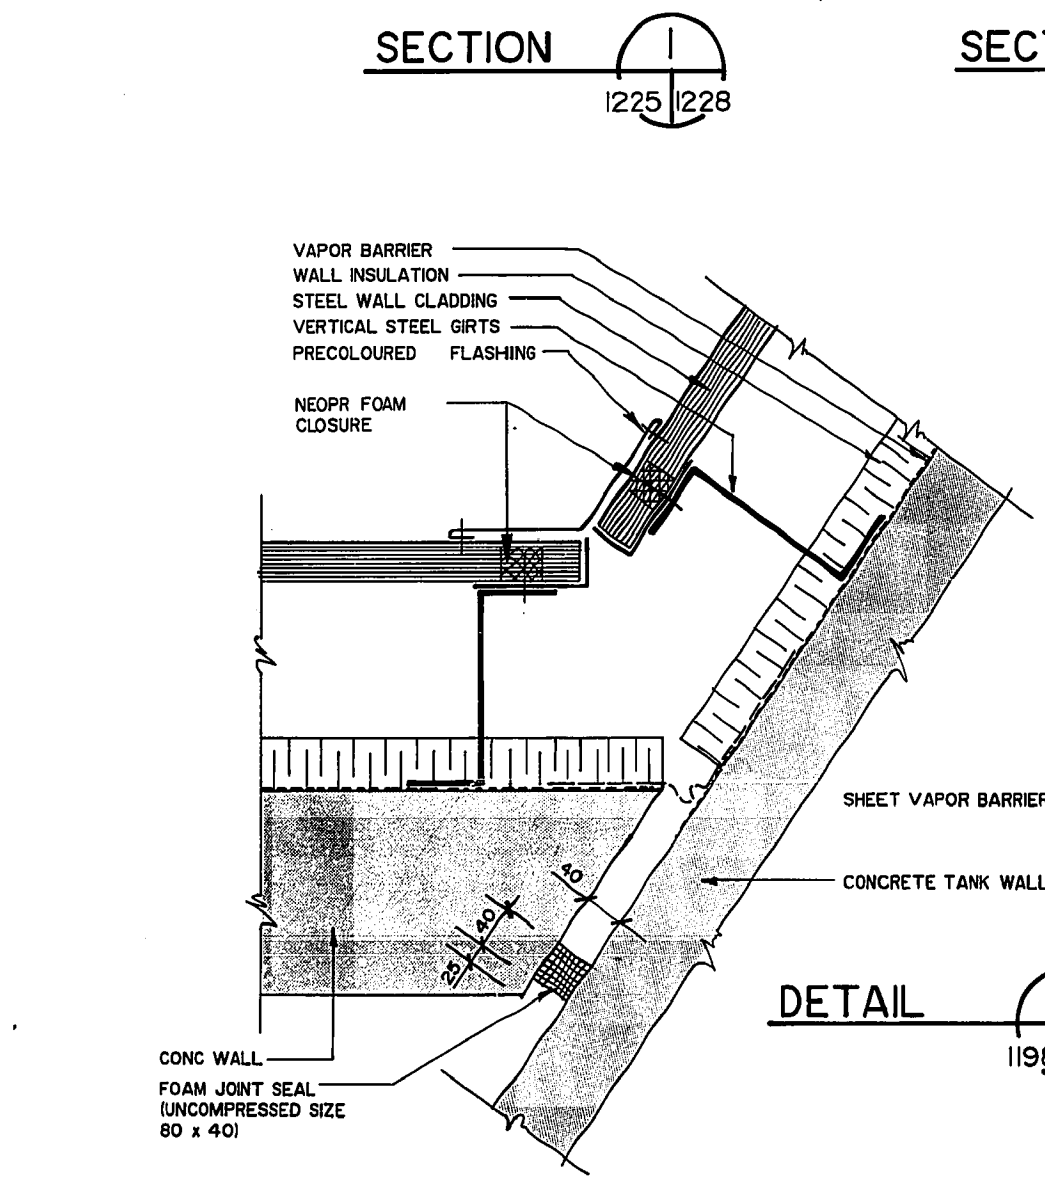 SECTION
1
1225 1228
SECT
VAPOR BARRIER
WALL INSULATION
STEEL WALL CLADDING
VERTICAL STEEL GIRTS
PRECOLOURED FLASHING
NEOPR FOAM
CLOSURE
SHEET VAPOR BARRIER
CONCRETE TANK WALL
40
40
25
DETAIL
1198
CONC WALL
FOAM JOINT SEAL
(UNCOMPRESSED SIZE
80 x 40)